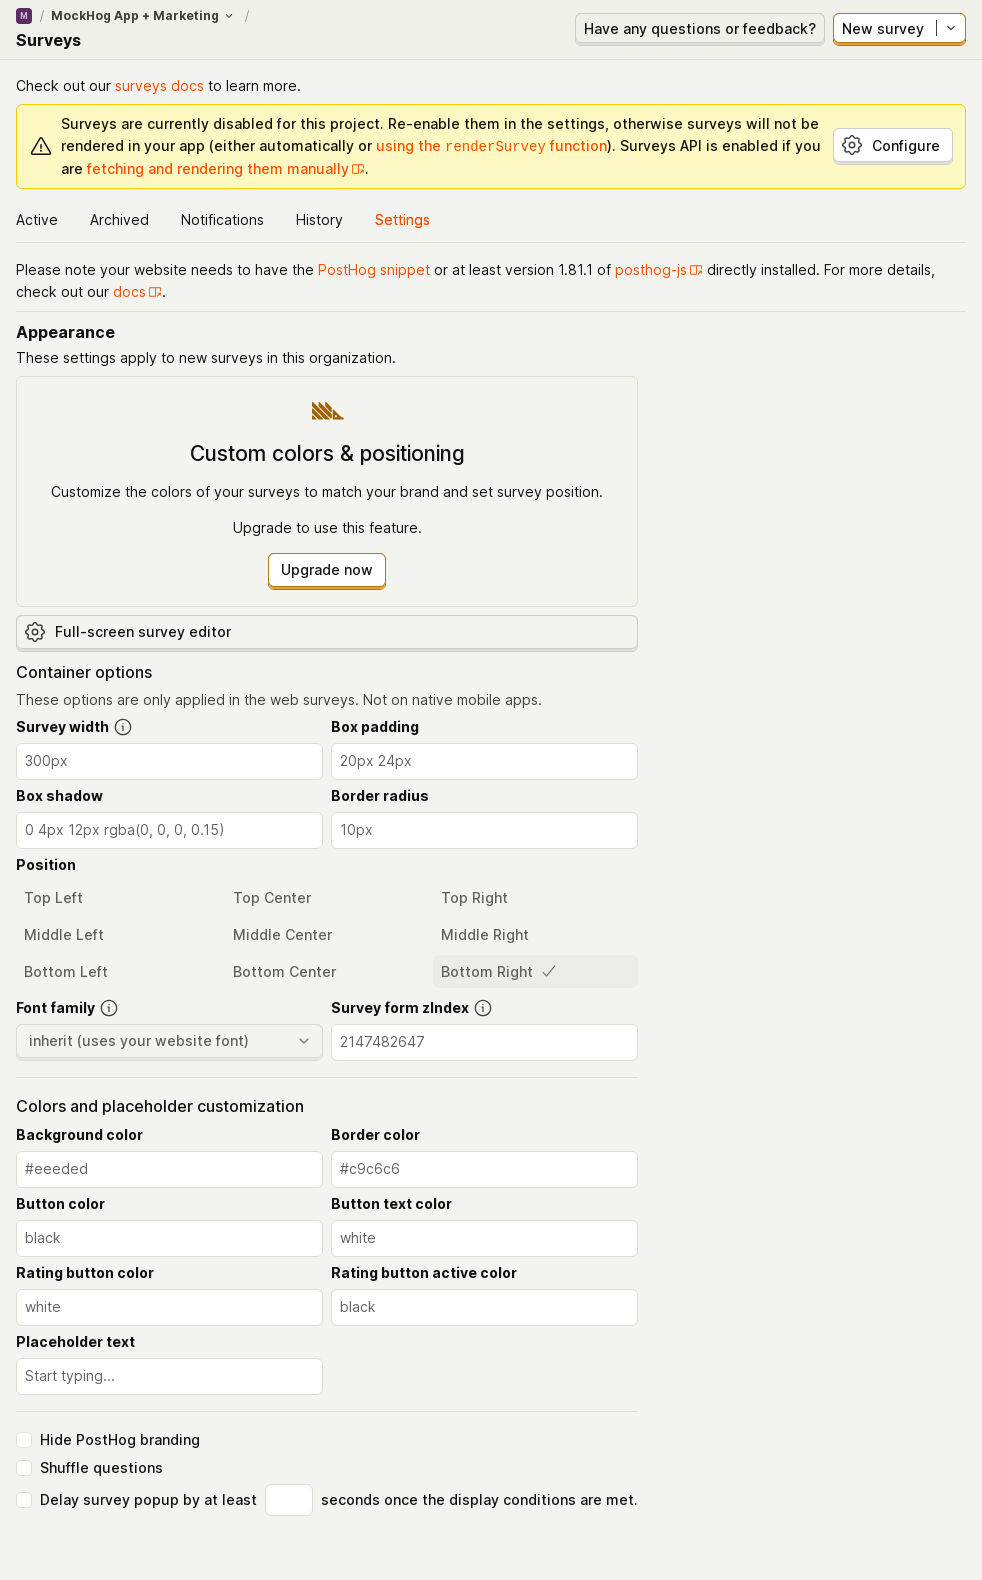 M / MockHog App + Marketing /
Surveys
Have any questions or feedback?
New survey
Check out our surveys docs to learn more.
Surveys are currently disabled for this project. Re-enable them in the settings, otherwise surveys will not be
rendered in your app (either automatically or using the renderSurvey function). Surveys API is enabled if you
are fetching and rendering them manually.
Configure
Active
Archived
Notifications
History
Settings
Please note your website needs to have the PostHog snippet or at least version 1.81.1 of posthog-js directly installed. For more details,
check out our docs.
Appearance
These settings apply to new surveys in this organization.
Custom colors & positioning
Customize the colors of your surveys to match your brand and set survey position.
Upgrade to use this feature.
Upgrade now
Full-screen survey editor
Container options
These options are only applied in the web surveys. Not on native mobile apps.
Survey width
Box padding
300px
20px 24px
Box shadow
Border radius
0 4px 12px rgba(0, 0, 0, 0.15)
10px
Position
Top Left
Top Center
Top Right
Middle Left
Middle Center
Middle Right
Bottom Left
Bottom Center
Bottom Right
Font family
Survey form zIndex
inherit (uses your website font)
2147482647
Colors and placeholder customization
Background color
Border color
#eeeded
#c9c6c6
Button color
Button text color
black
white
Rating button color
Rating button active color
white
black
Placeholder text
Start typing...
Hide PostHog branding
Shuffle questions
Delay survey popup by at least seconds once the display conditions are met.